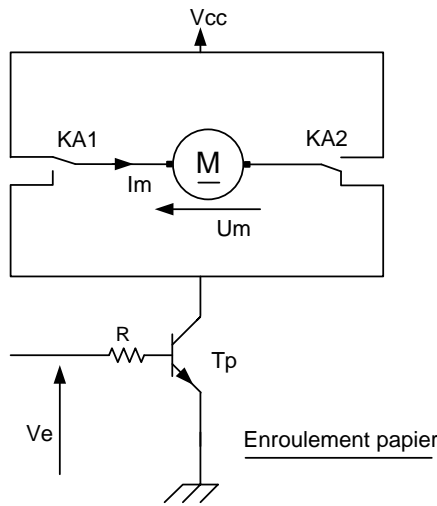 Vcc
KA1
M
KA2
Im
Um
R
Tp
Ve
Enroulement papier